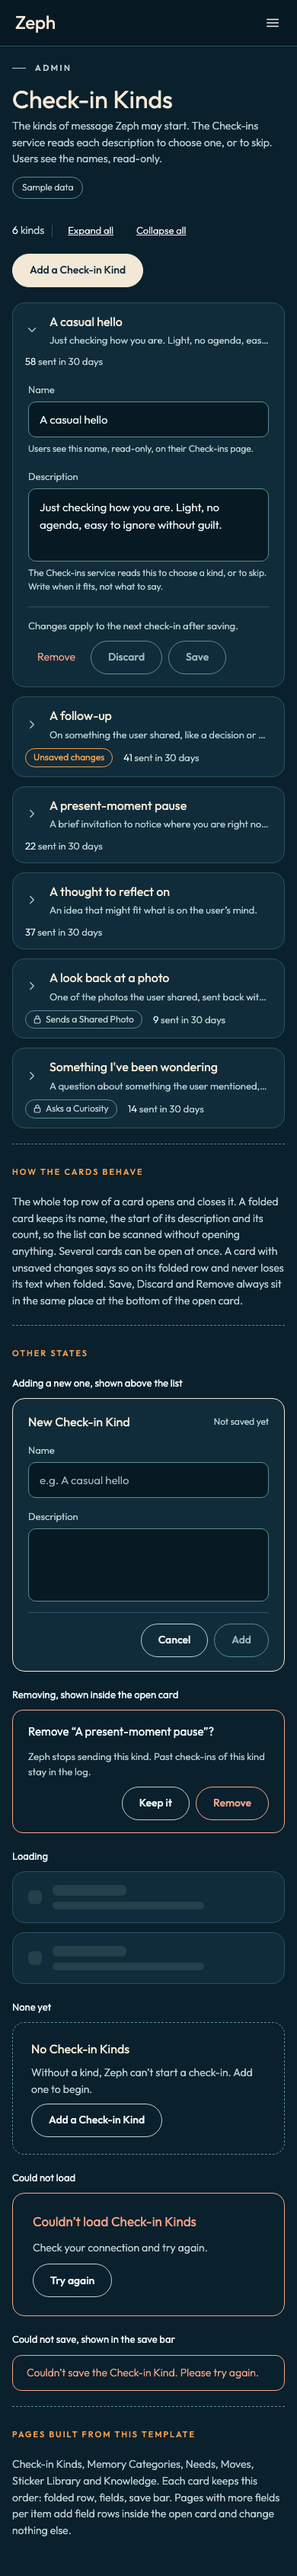 Zeph
ADMIN
Check-in Kinds
The kinds of message Zeph may start. The Check-ins
service reads each description to choose one, or to skip.
Users see the names, read-only.
Sample data
6 kinds
Expand all
Collapse all
Add a Check-in Kind
A casual hello
Just checking how you are. Light, no agenda, eas...
58 sent in 30 days
Name
A casual hello
Users see this name, read-only, on their Check-ins page.
Description
Just checking how you are. Light, no
agenda, easy to ignore without guilt.
The Check-ins service reads this to choose a kind, or to skip.
Write when it fits, not what to say.
Changes apply to the next check-in after saving.
Remove
Discard
Save
A follow-up
On something the user shared, like a decision or ...
Unsaved changes
41 sent in 30 days
A present-moment pause
A brief invitation to notice where you are right no...
22 sent in 30 days
A thought to reflect on
An idea that might fit what is on the user’s mind.
37 sent in 30 days
A look back at a photo
One of the photos the user shared, sent back wit...
Sends a Shared Photo
9 sent in 30 days
Something I've been wondering
A question about something the user mentioned,...
Asks a Curiosity
14 sent in 30 days
HOW THE CARDS BEHAVE
The whole top row of a card opens and closes it. A folded
card keeps its name, the start of its description and its
count, so the list can be scanned without opening
anything. Several cards can be open at once. A card with
unsaved changes says so on its folded row and never loses
its text when folded. Save, Discard and Remove always sit
in the same place at the bottom of the open card.
OTHER STATES
Adding a new one, shown above the list
New Check-in Kind
Not saved yet
Name
e.g. A casual hello
Description
Cancel
Add
Removing, shown inside the open card
Remove “A present-moment pause”?
Zeph stops sending this kind. Past check-ins of this kind
stay in the log.
Keep it
Remove
Loading
None yet
No Check-in Kinds
Without a kind, Zeph can’t start a check-in. Add
one to begin.
Add a Check-in Kind
Could not load
Couldn’t load Check-in Kinds
Check your connection and try again.
Try again
Could not save, shown in the save bar
Couldn’t save the Check-in Kind. Please try again.
PAGES BUILT FROM THIS TEMPLATE
Check-in Kinds, Memory Categories, Needs, Moves,
Sticker Library and Knowledge. Each card keeps this
order: folded row, fields, save bar. Pages with more fields
per item add field rows inside the open card and change
nothing else.